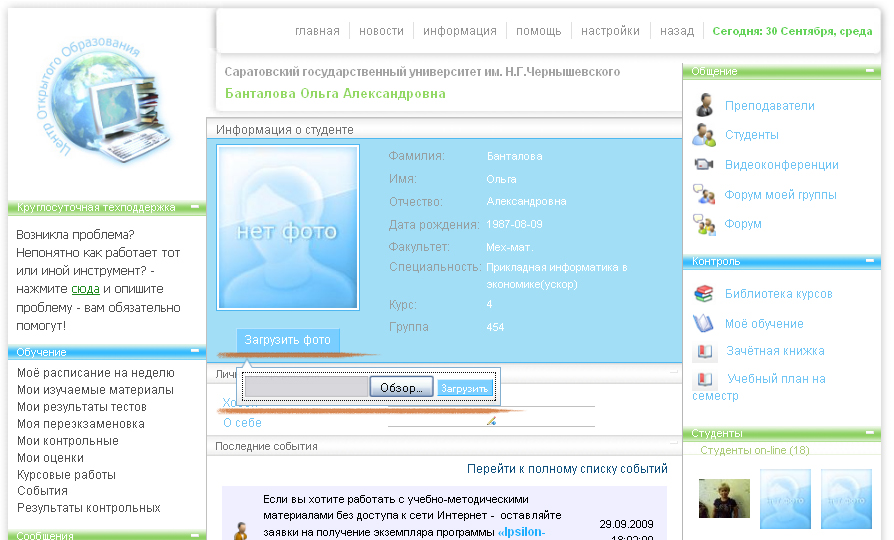 главная новости информация помощь настройки назад Сегодня: 30 Сентября, среда
Центр Открытого Образования
Саратовский государственный университет им. Н.Г.Чернышевского
Банталова Ольга Александровна
Круглосуточная техподдержка
Возникла проблема?
Непонятно как работает тот
или иной инструмент? -
нажмите сюда и опишите
проблему - вам обязательно
помогут!
Обучение
Моё расписание на неделю
Мои изучаемые материалы
Мои результаты тестов
Моя переэкзаменовка
Мои контрольные
Мои оценки
Курсовые работы
События
Результаты контрольных
Сообщения
Информация о студенте
нет фото
Фамилия: Банталова
Имя: Ольга
Отчество: Александровна
Дата рождения: 1987-08-09
Факультет: Мех-мат.
Специальность: Прикладная информатика в
экономике(ускор)
Курс: 4
Группа 454
Загрузить фото
Обзор... Загрузить
О себе
Последние события
Перейти к полному списку событий
Если вы хотите работать с учебно-методическими
материалами без доступа к сети Интернет - оставляйте
заявки на получение экземпляра программы «Ipsilon-
29.09.2009
18:02:00
Общение
Преподаватели
Студенты
Видеоконференции
Форум моей группы
Форум
Контроль
Библиотека курсов
Моё обучение
Зачётная книжка
Учебный план на
семестр
Студенты
Студенты on-line (18)
нет фото нет фото